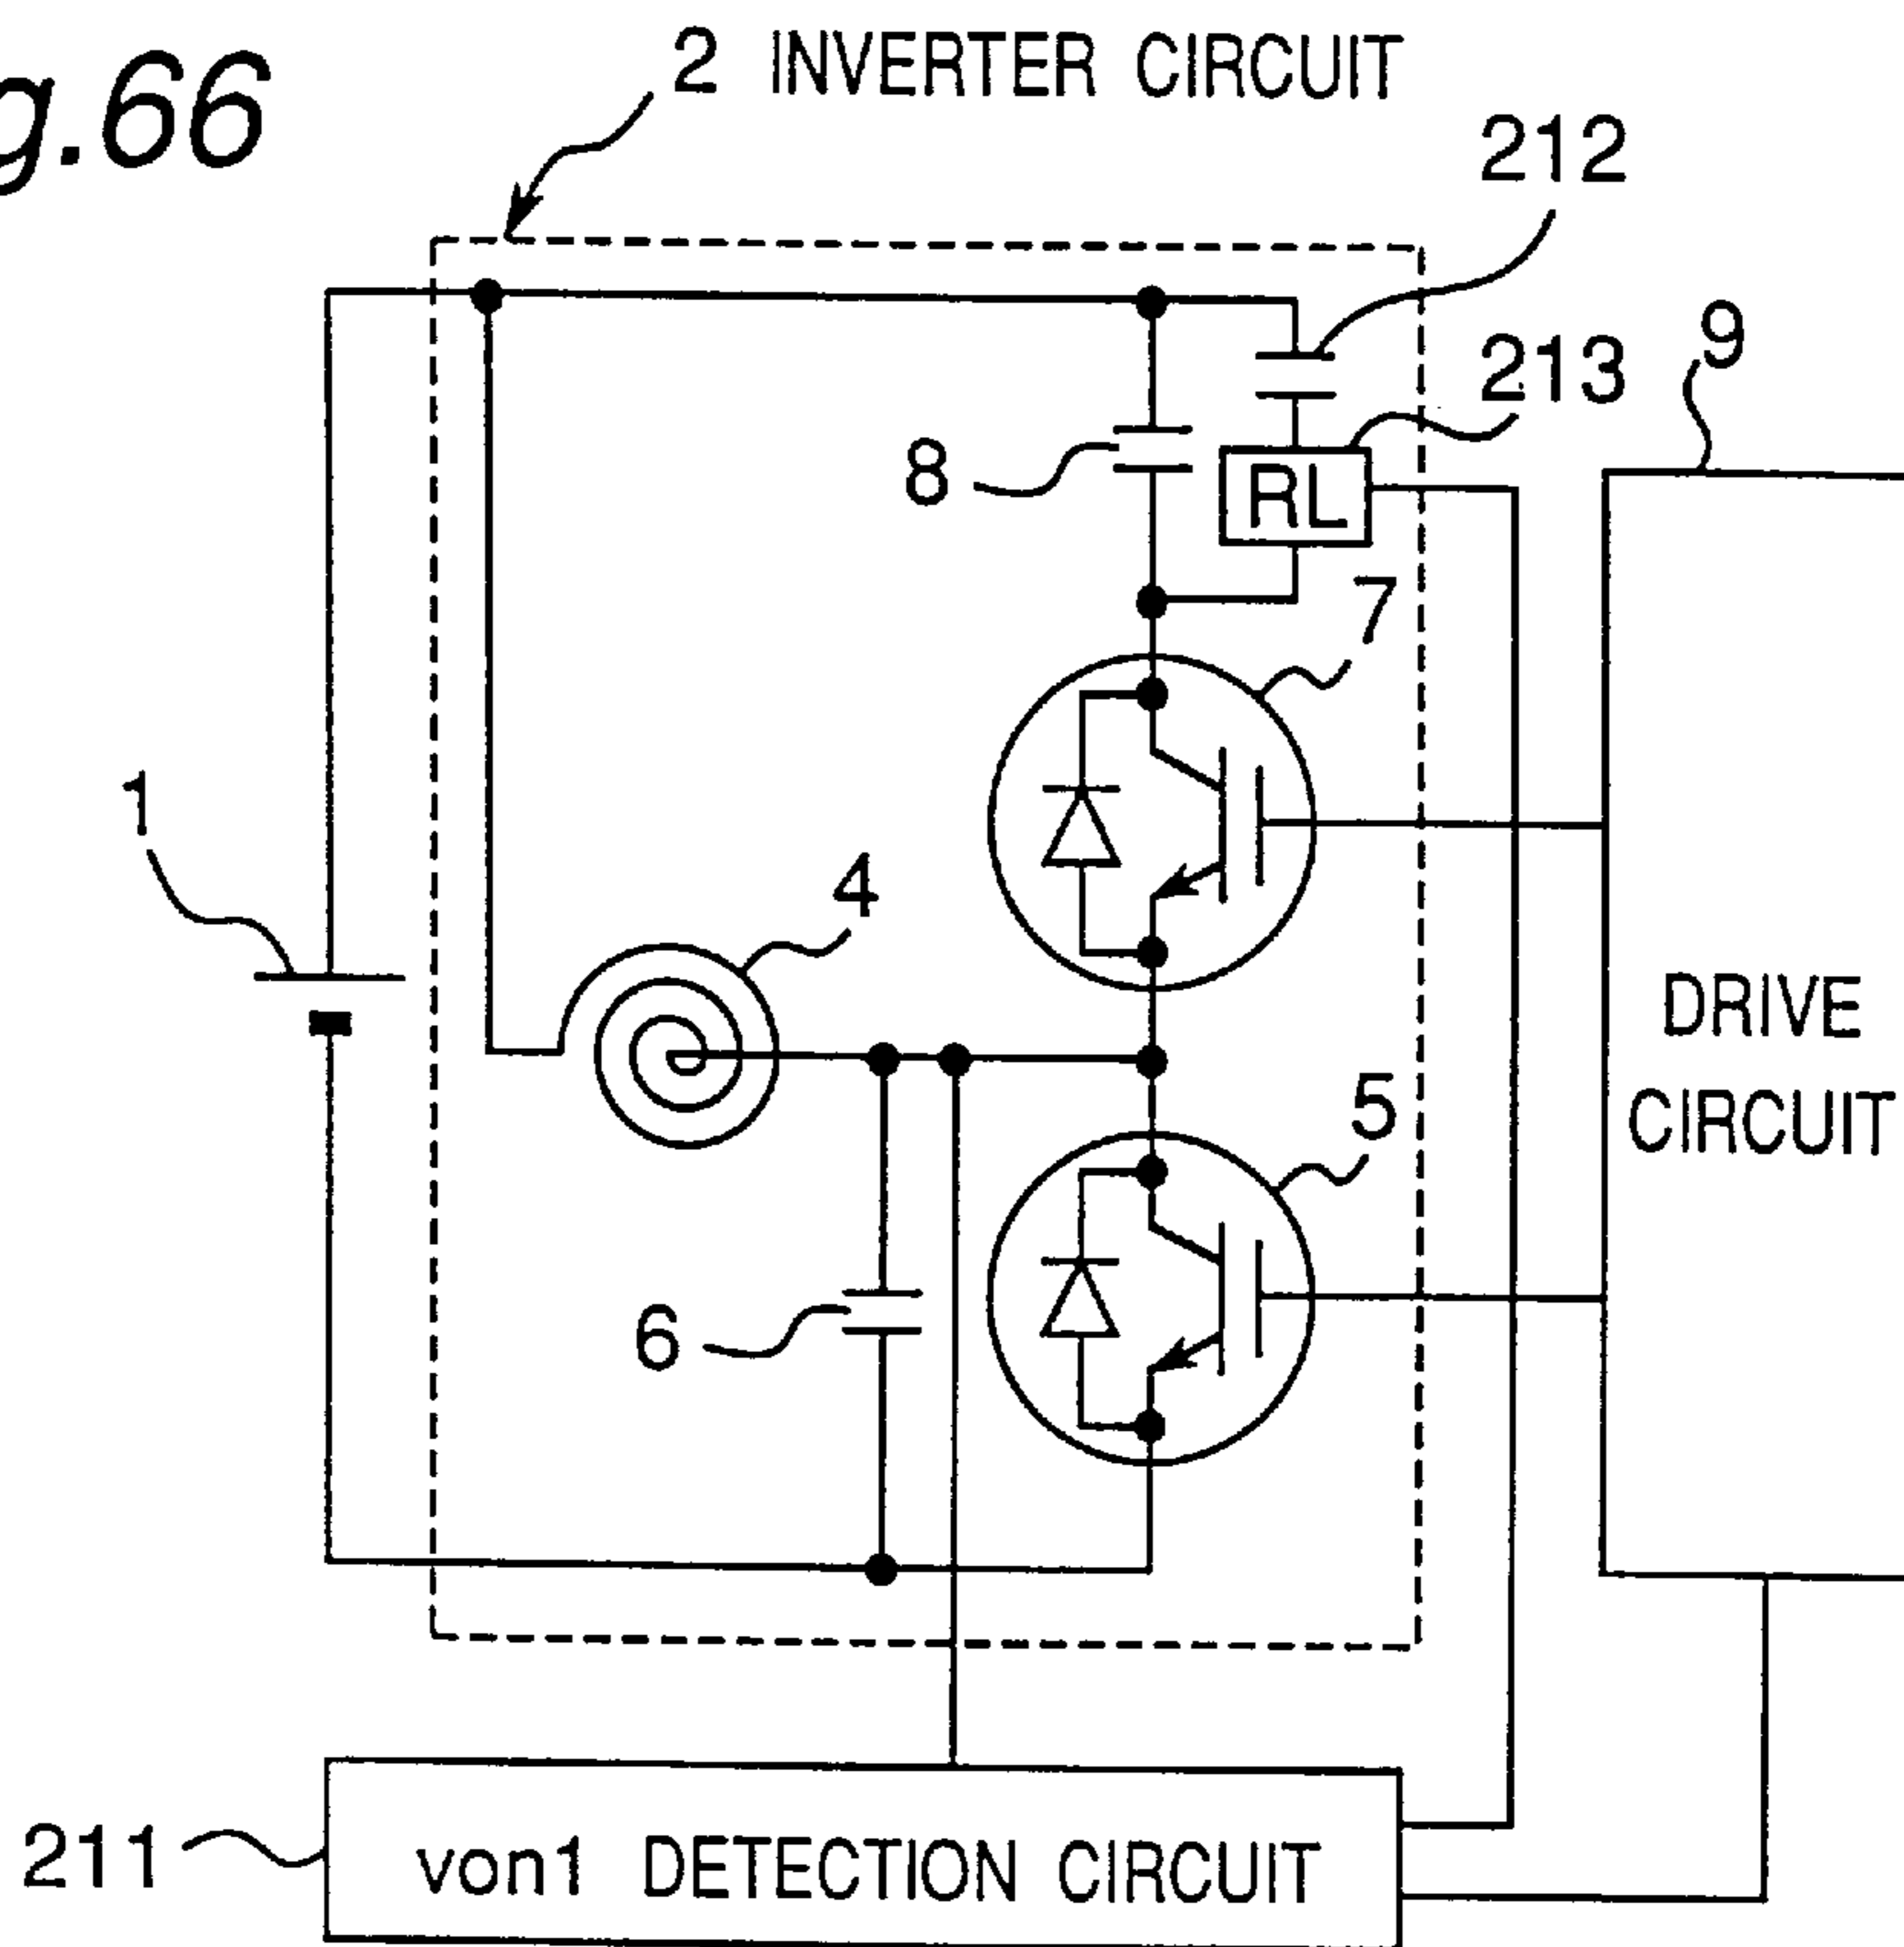 g.66
2 INVERTER CIRCUIT
212
213
9
8
RL
7
1
4
DRIVE
CIRCUIT
5
6
211
von1 DETECTION CIRCUIT